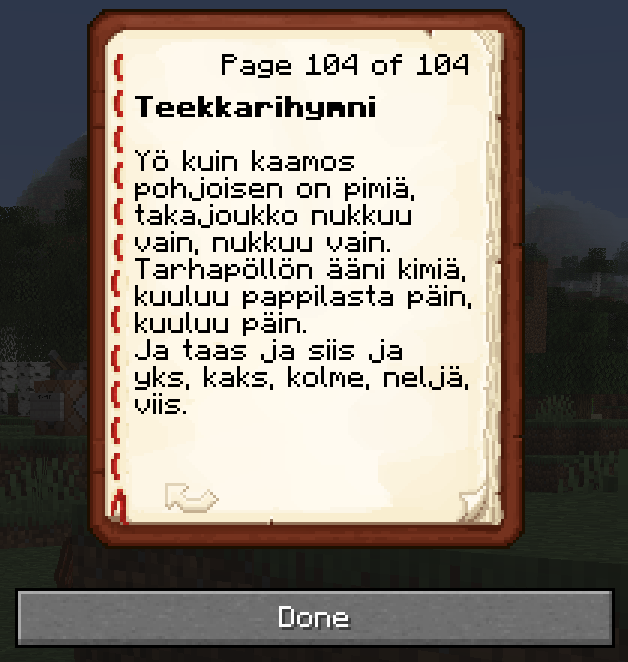 Page 104 of 104
Teekkarihymni
Yö kuin kaamos
pohjoisen on pimiä,
takajoukko nukkuu
vain, nukkuu vain.
Tarhapöllön ääni kimiä,
kuuluu pappilasta päin,
kuuluu päin.
Ja taas ja siis ja
yks, kaks, kolme, neljä,
viis.
Done